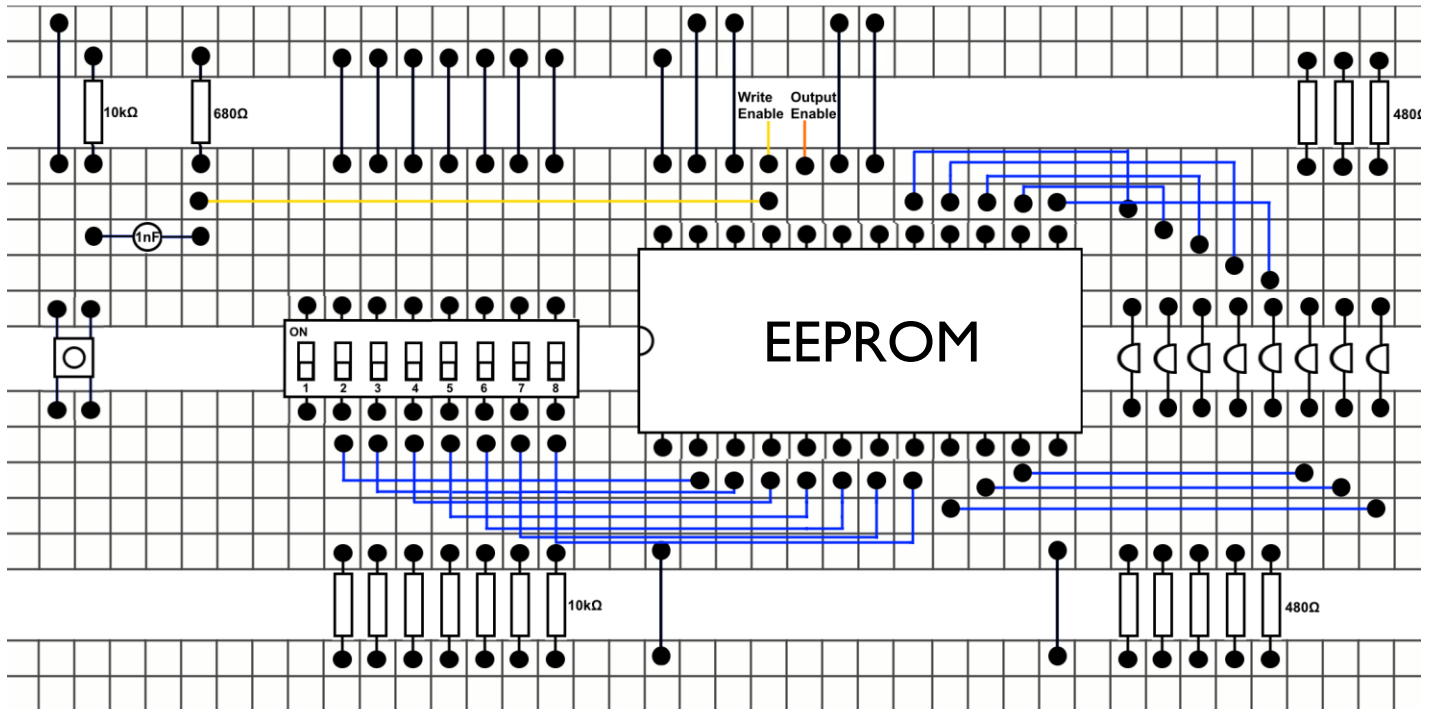 Write Output
Enable Enable
10kΩ
680Ω
480Ω
1nF
ON
1 2 3 4 5 6 7 8
EEPROM
10kΩ
480Ω